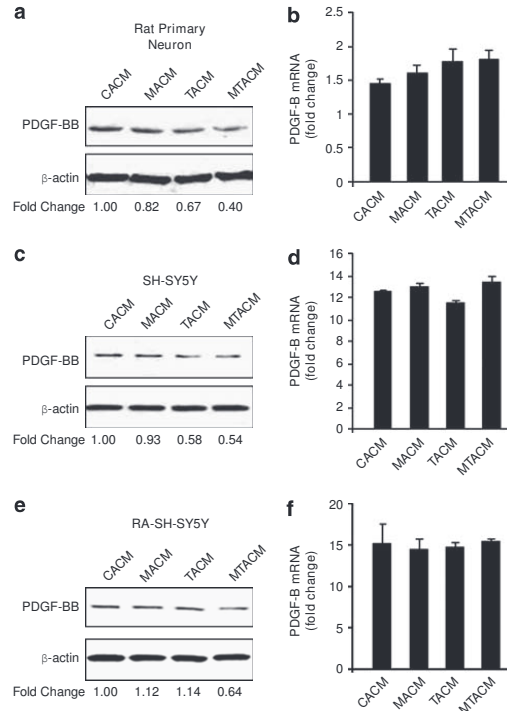 a
Rat Primary
Neuron
CACM MACM TACM MTACM
PDGF-BB
β-actin
Fold Change 1.00 0.82 0.67 0.40
b
PDGF-B mRNA
(fold change)
2.5
2
1.5
1
0.5
0
CACM MACM TACM MTACM
c
SH-SY5Y
CACM MACM TACM MTACM
PDGF-BB
β-actin
Fold Change 1.00 0.93 0.58 0.54
d
PDGF-B mRNA
(fold change)
16
14
12
10
8
6
4
2
0
CACM MACM TACM MTACM
e
RA-SH-SY5Y
CACM MACM TACM MTACM
PDGF-BB
β-actin
Fold Change 1.00 1.12 1.14 0.64
f
PDGF-B mRNA
(fold change)
20
15
10
5
0
CACM MACM TACM MTACM